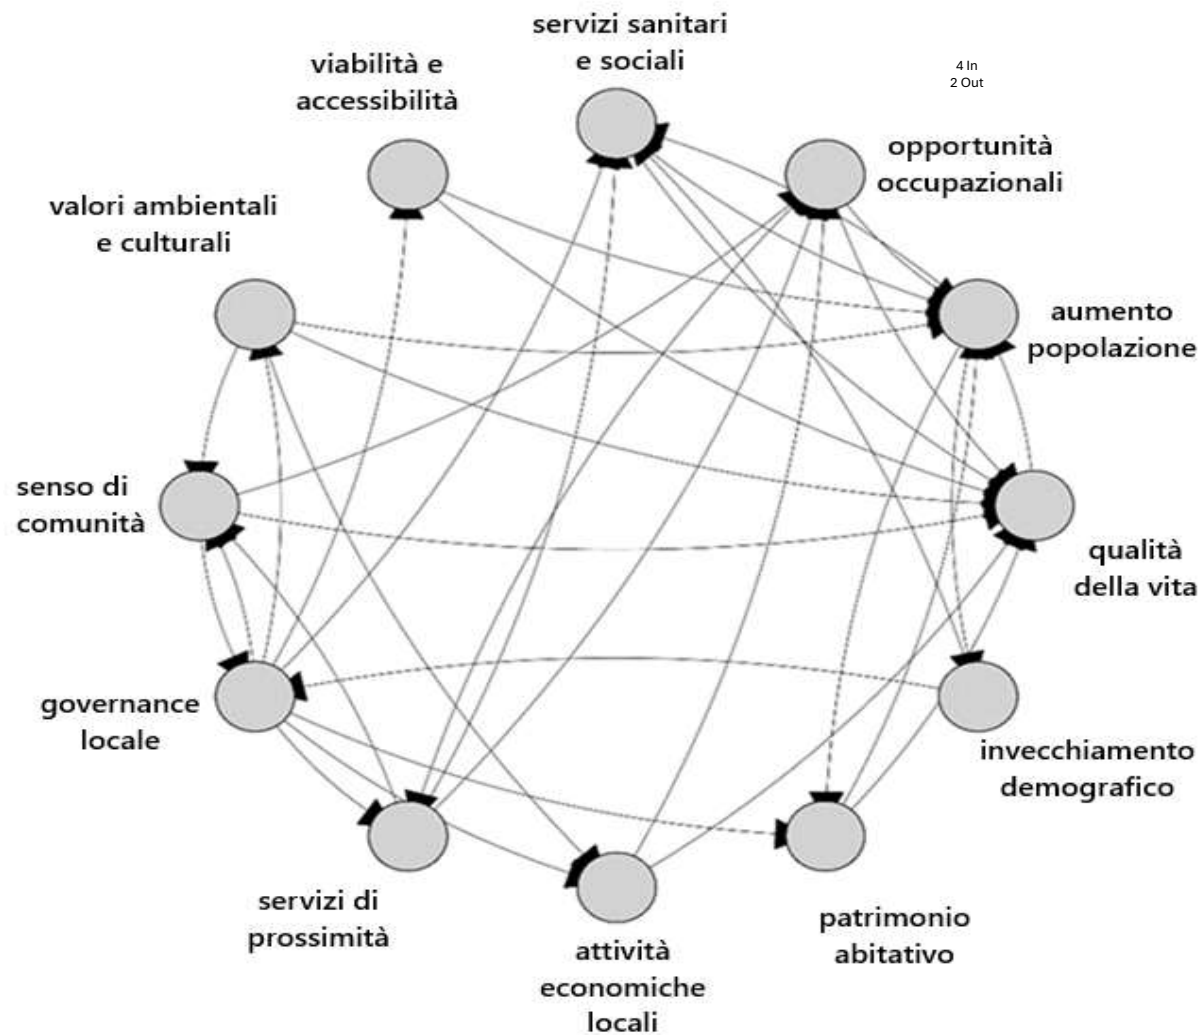 servizi sanitari
e sociali
4 In
2 Out
viabilità e
accessibilità
opportunità
occupazionali
valori ambientali
e culturali
aumento
popolazione
senso di
comunità
qualità
della vita
governance
locale
invecchiamento
demografico
servizi di
prossimità
patrimonio
abitativo
attività
economiche
locali